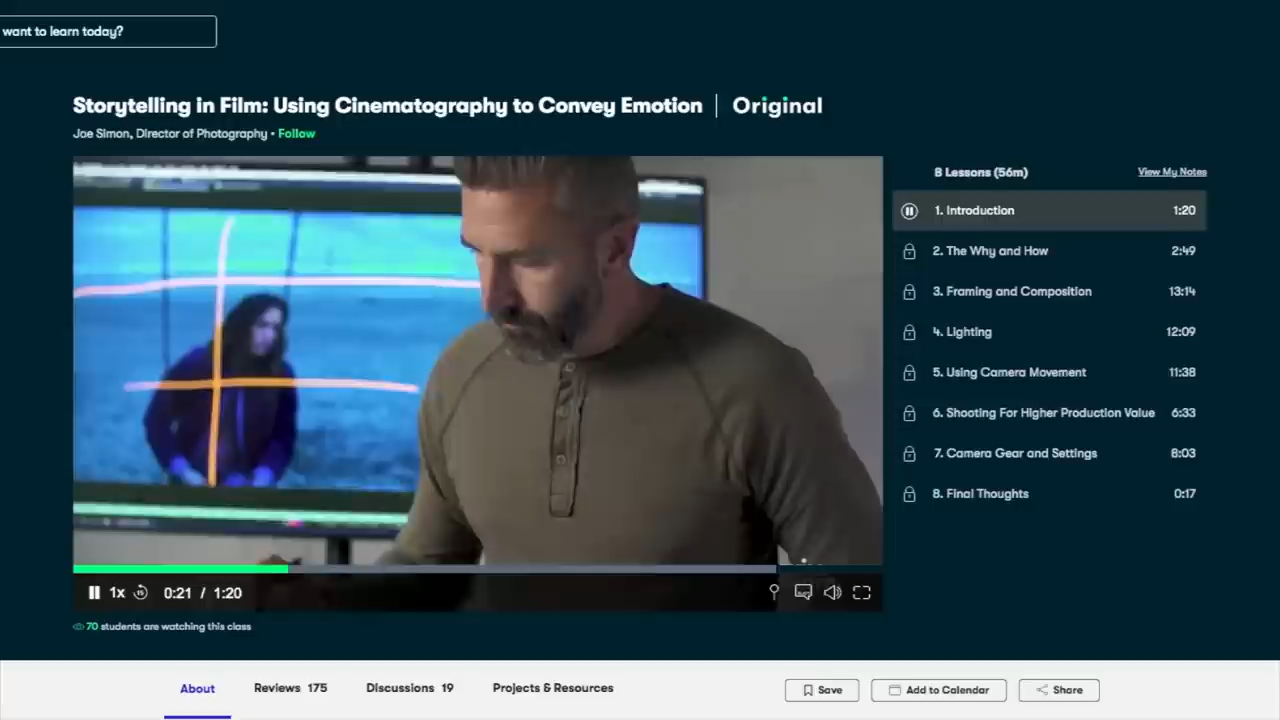 want to learn today?
Storytelling in Film: Using Cinematography to Convey Emotion | Original
Joe Simon, Director of Photography • Follow
8 Lessons (56m) View My Notes
1. Introduction 1:20
2. The Why and How 2:49
3. Framing and Composition 13:14
4. Lighting 12:09
5. Using Camera Movement 11:38
6. Shooting For Higher Production Value 6:33
7. Camera Gear and Settings 8:03
8. Final Thoughts 0:17
1x 15 0:21 / 1:20
70 students are watching this class
About Reviews 175 Discussions 19 Projects & Resources Save Add to Calendar Share